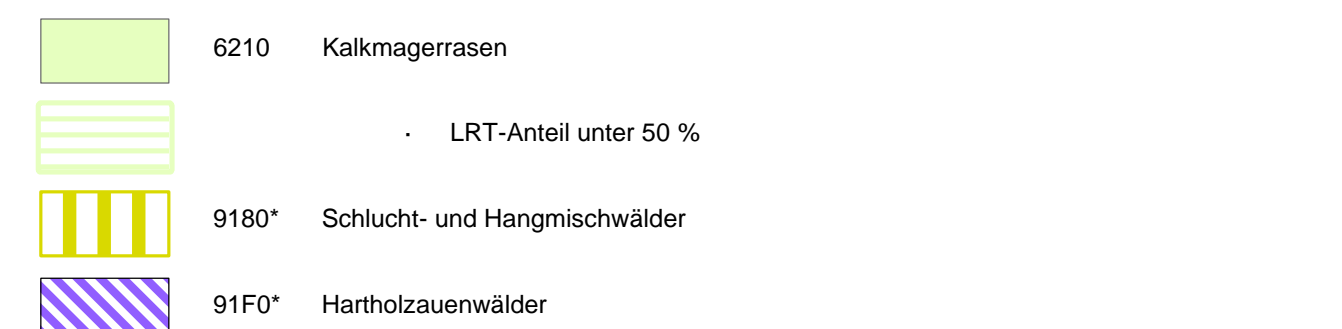 6210 Kalkmagerrasen
· LRT-Anteil unter 50 %
9180* Schlucht- und Hangmischwälder
91F0* Hartholzauenwälder